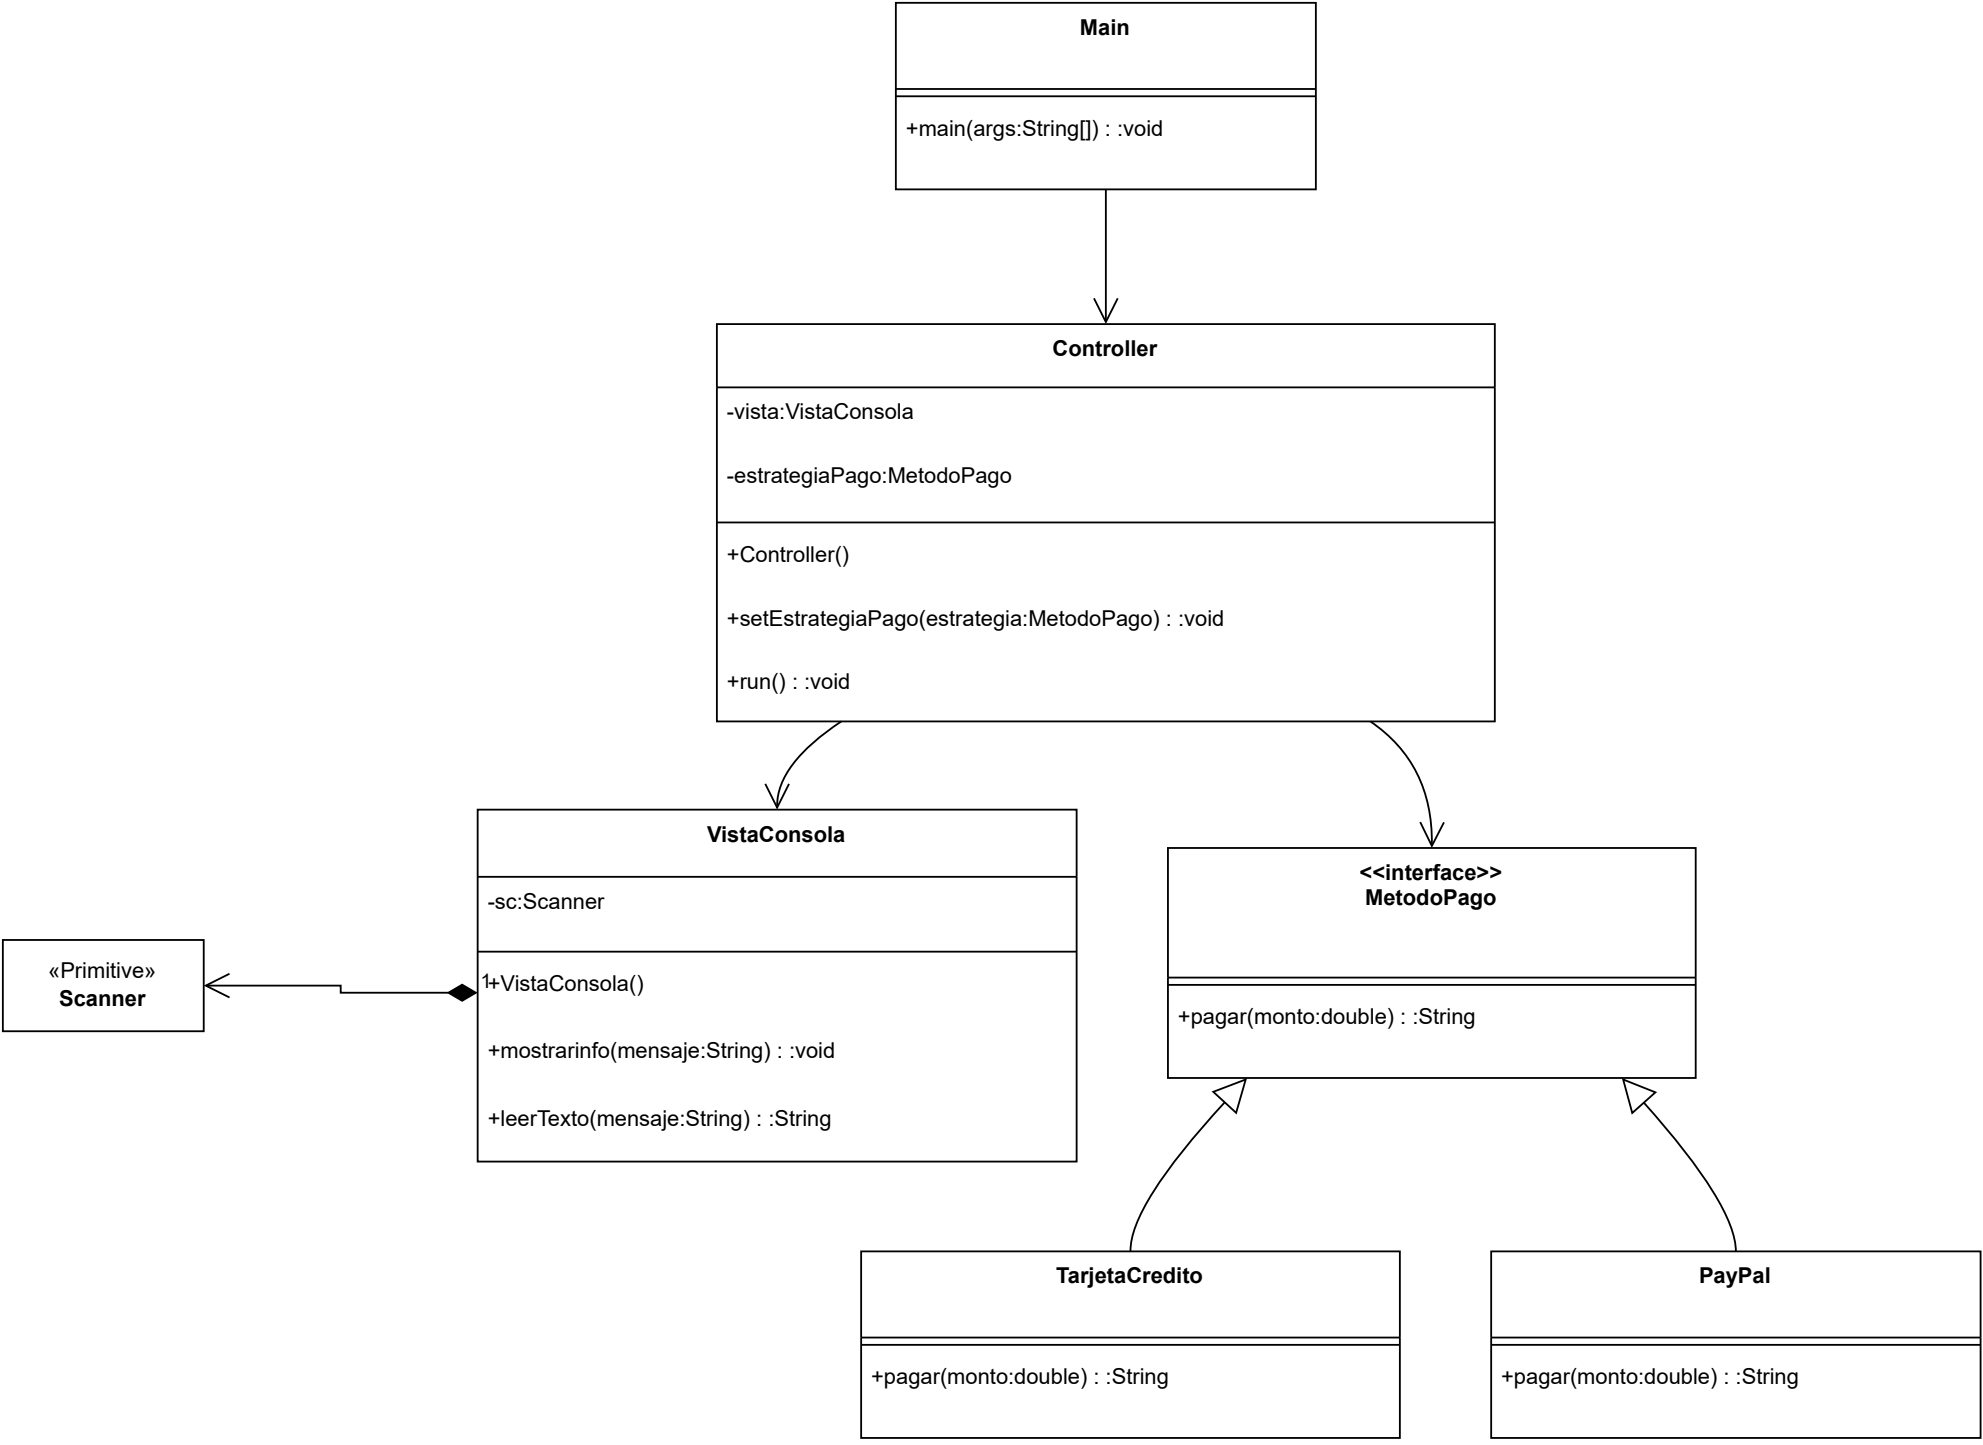 Main
+main(args:String[]) : :void
Controller
-vista:VistaConsola
-estrategiaPago:MetodoPago
+Controller()
+setEstrategiaPago(estrategia:MetodoPago) : :void
+run() : :void
VistaConsola
-sc:Scanner
1
+VistaConsola()
+mostrarinfo(mensaje:String) : :void
+leerTexto(mensaje:String) : :String
«Primitive»
Scanner
<<interface>>
MetodoPago
+pagar(monto:double) : :String
TarjetaCredito
+pagar(monto:double) : :String
PayPal
+pagar(monto:double) : :String